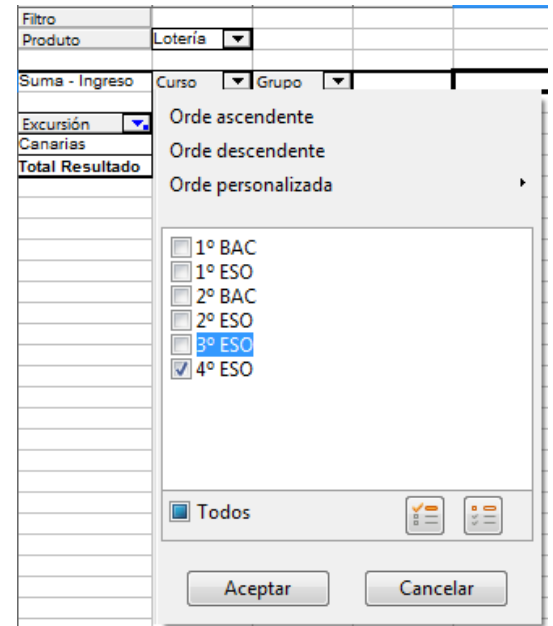 Filtro
Produto Lotería
Suma - Ingreso Curso Grupo
Excursión
Canarias
Total Resultado
Orde ascendente
Orde descendente
Orde personalizada
1º BAC
1º ESO
2º BAC
2º ESO
3º ESO
4º ESO
Todos
Aceptar Cancelar